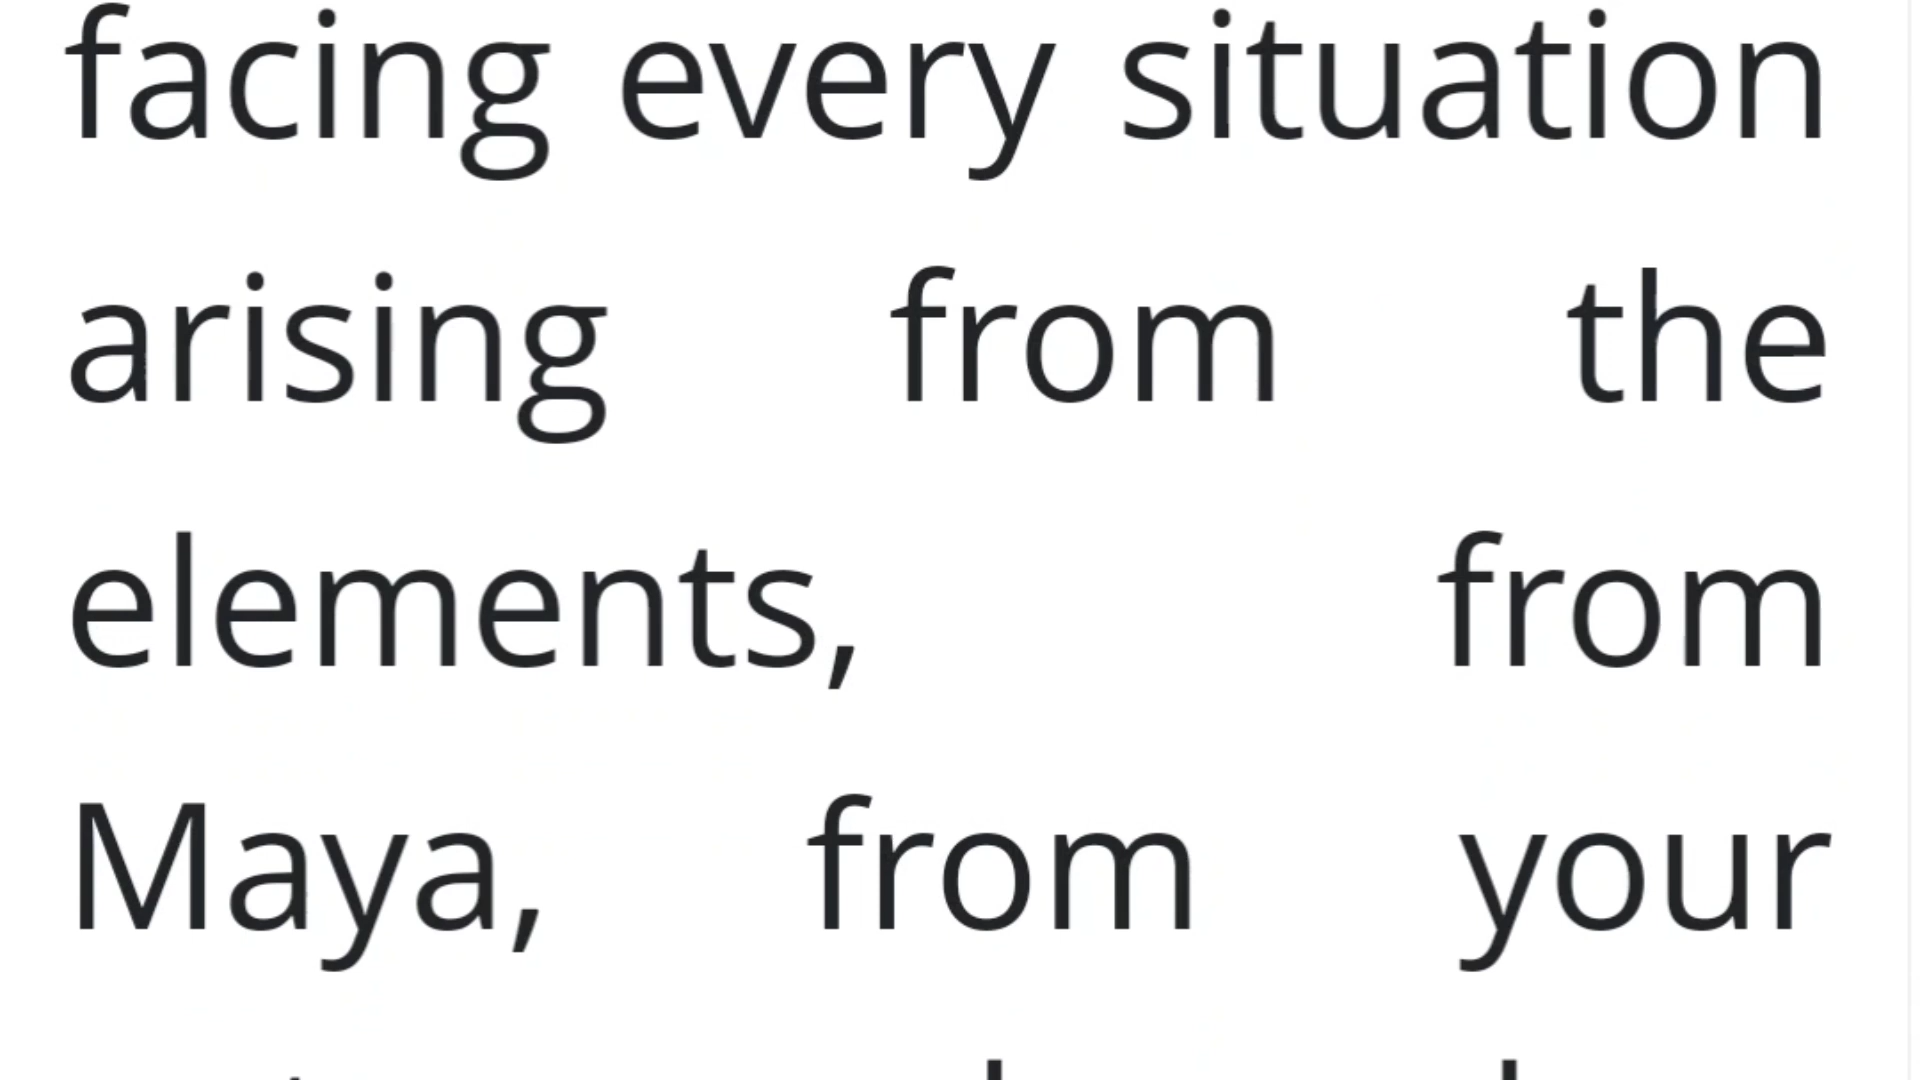 facing every situation
arising from the
elements, from
Maya, from your